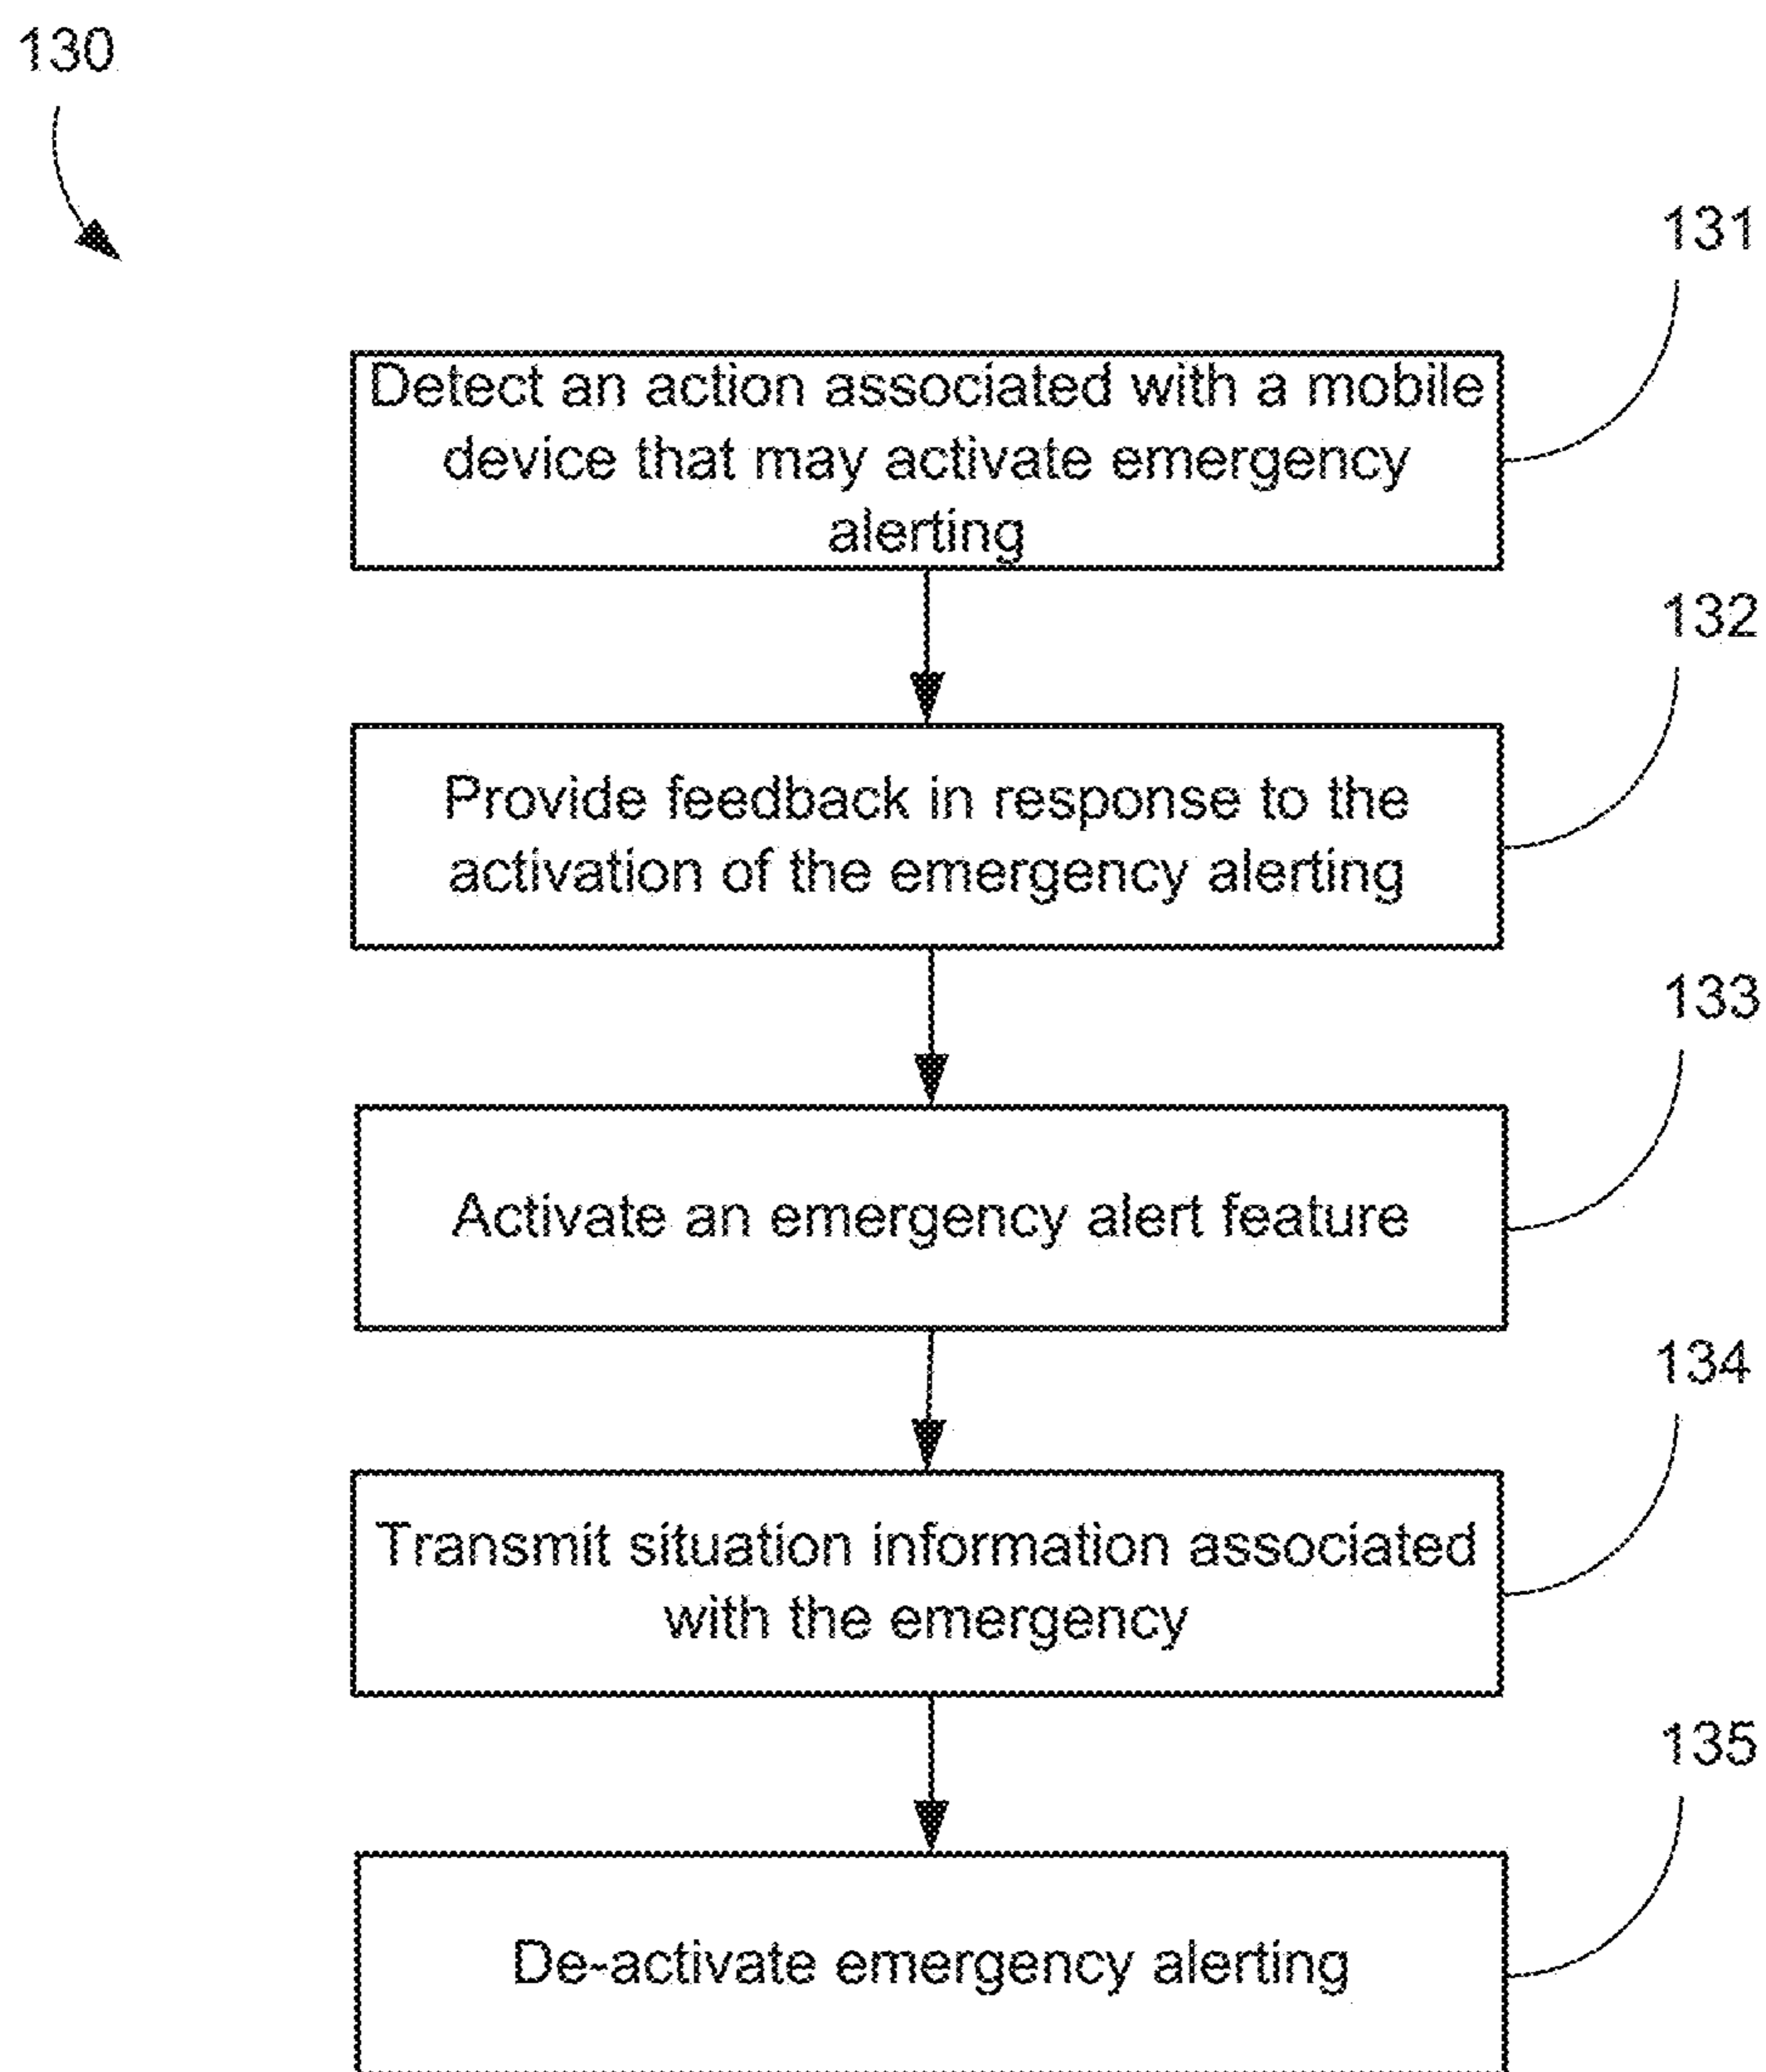 130
131
Detect an action associated with a mobile
device that may activate emergency
alerting
132
Provide feedback in response to the
activation of the emergency alerting
133
Activate an emergency alert feature
134
Transmit situation information associated
with the emergency
135
De-activate emergency alerting